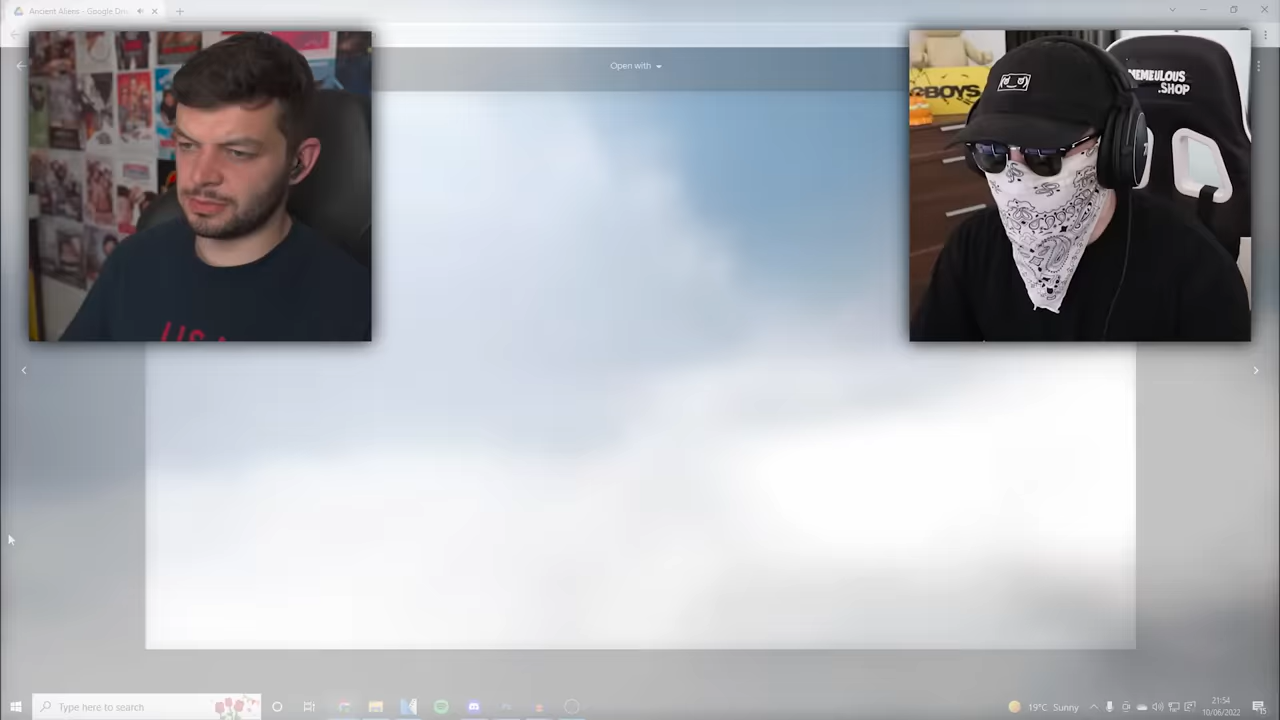 Ancient Aliens - Google Dri
Open with
BOYS
MEMEULOUS
.SHOP
USA
Type here to search
19°C Sunny
21:54
10/06/2022
15